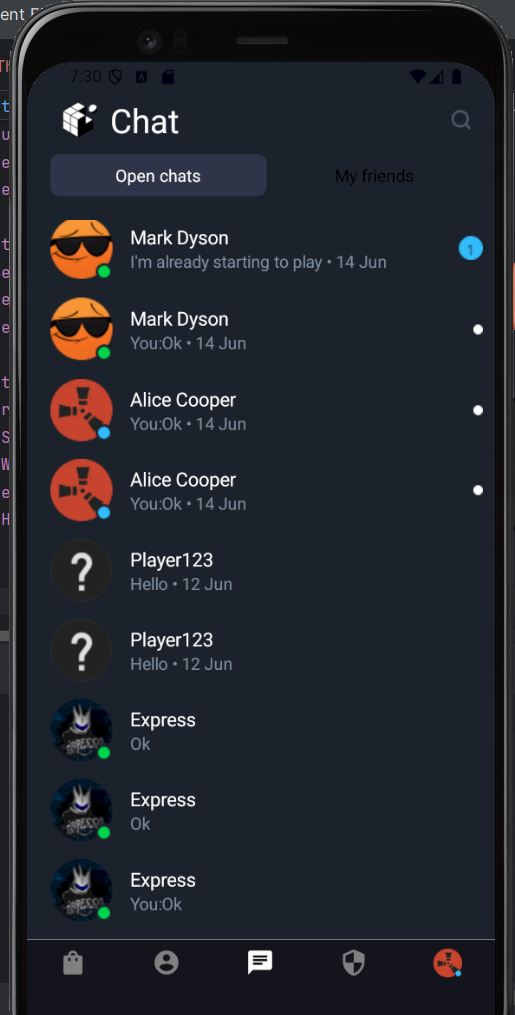 7:30
Chat
Open chats
My friends
Mark Dyson
I'm already starting to play • 14 Jun
1
Mark Dyson
You:Ok • 14 Jun
Alice Cooper
You:Ok • 14 Jun
Alice Cooper
You:Ok • 14 Jun
Player123
Hello • 12 Jun
Player123
Hello • 12 Jun
Express
Ok
Express
Ok
Express
You:Ok